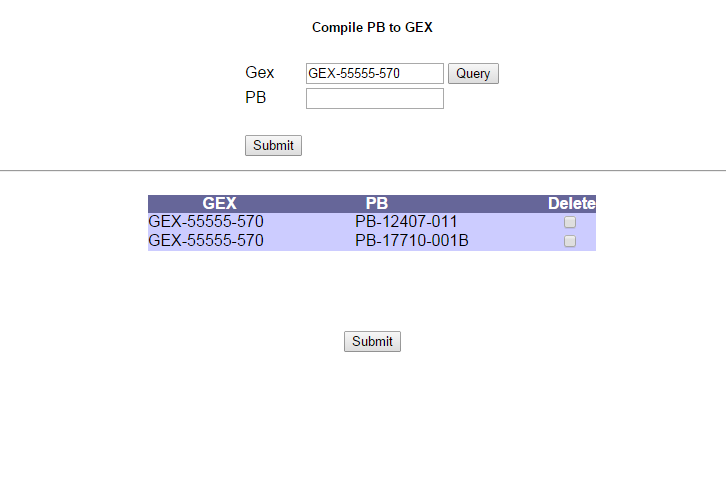 Compile PB to GEX
Gex GEX-55555-570 Query
PB
Submit
GEX PB Delete
GEX-55555-570 PB-12407-011
GEX-55555-570 PB-17710-001B
Submit